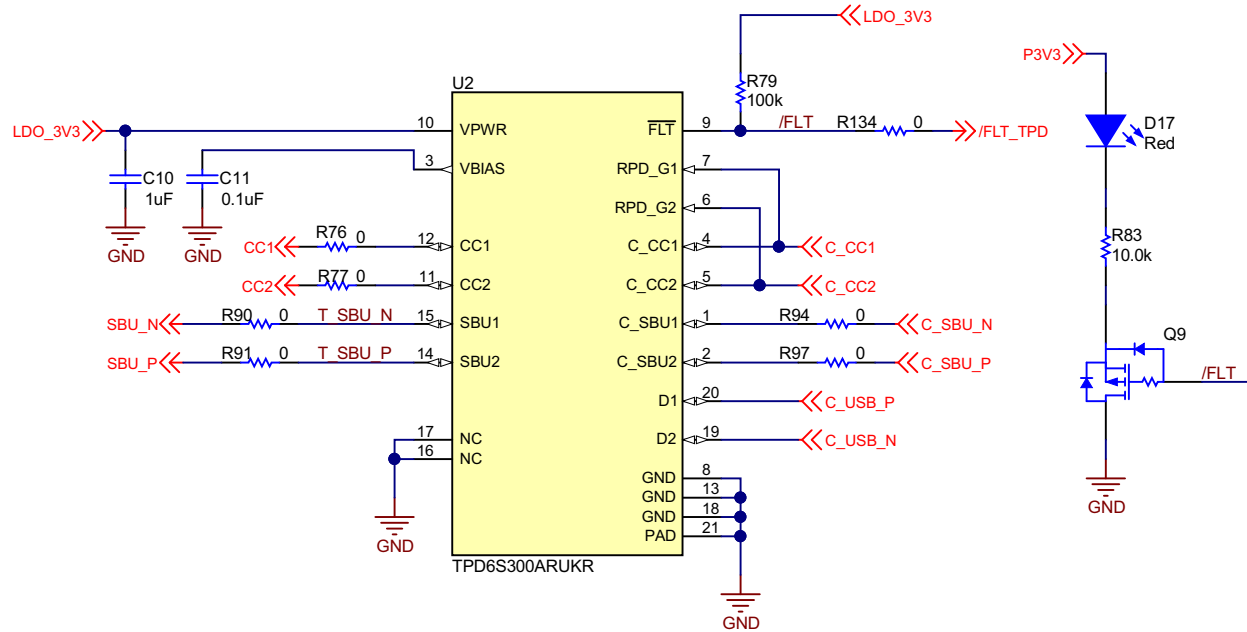 LDO_3V3
P3V3
U2
R79
100k
LDO_3V3
10 VPWR
FLT 9
/FLT
R134 0
/FLT_TPD
D17
Red
3 VBIAS
RPD_G1 7
C10
1uF
C11
0.1uF
RPD_G2 6
GND
GND
CC1
R76 0
12 CC1
C_CC1 4
C_CC1
R83
10.0k
CC2
R77 0
11 CC2
C_CC2 5
C_CC2
SBU_N
R90 0
T_SBU_N
15 SBU1
C_SBU1 1
R94 0
C_SBU_N
SBU_P
R91 0
T_SBU_P
14 SBU2
C_SBU2 2
R97 0
C_SBU_P
Q9
/FLT
D1 20
C_USB_P
17 NC
D2 19
C_USB_N
16 NC
GND 8
GND 13
GND 18
PAD 21
GND
GND
TPD6S300ARUKR
GND